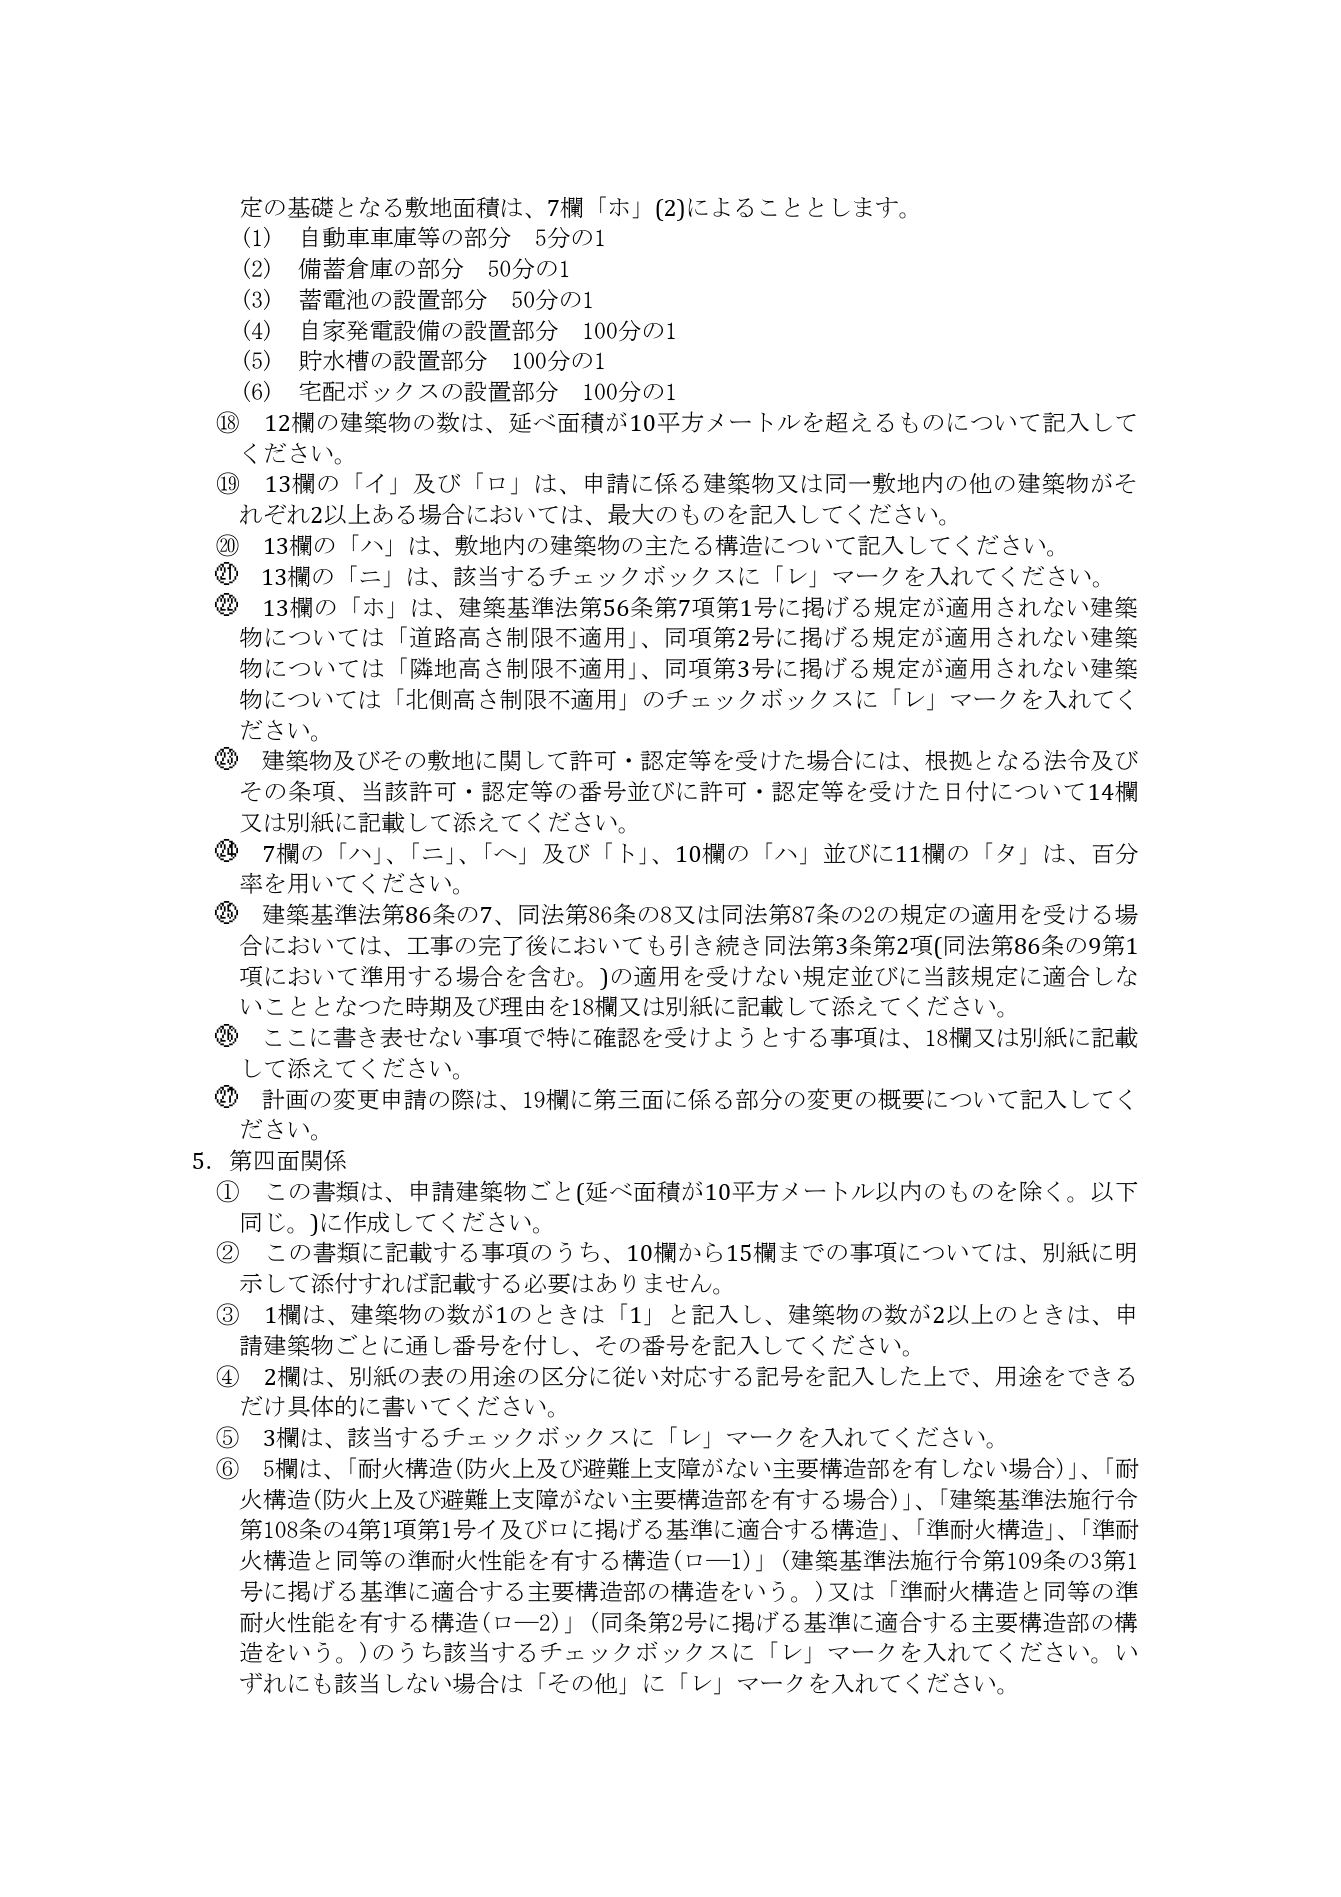 定の基礎となる敷地面積は、7欄「ホ」(2)によることとします。
(1)　自動車車庫等の部分　5分の1
(2)　備蓄倉庫の部分　50分の1
(3)　蓄電池の設置部分　50分の1
(4)　自家発電設備の設置部分　100分の1
(5)　貯水槽の設置部分　100分の1
(6)　宅配ボックスの設置部分　100分の1
⑱　12欄の建築物の数は、延べ面積が10平方メートルを超えるものについて記入して
ください。
⑲　13欄の「イ」及び「ロ」は、申請に係る建築物又は同一敷地内の他の建築物がそ
れぞれ2以上ある場合においては、最大のものを記入してください。
⑳　13欄の「ハ」は、敷地内の建築物の主たる構造について記入してください。
㉑　13欄の「ニ」は、該当するチェックボックスに「レ」マークを入れてください。
㉒　13欄の「ホ」は、建築基準法第56条第7項第1号に掲げる規定が適用されない建築
物については「道路高さ制限不適用」、同項第2号に掲げる規定が適用されない建築
物については「隣地高さ制限不適用」、同項第3号に掲げる規定が適用されない建築
物については「北側高さ制限不適用」のチェックボックスに「レ」マークを入れてく
ださい。
㉓　建築物及びその敷地に関して許可・認定等を受けた場合には、根拠となる法令及び
その条項、当該許可・認定等の番号並びに許可・認定等を受けた日付について14欄
又は別紙に記載して添えてください。
㉔　7欄の「ハ」、「ニ」、「ヘ」及び「ト」、10欄の「ハ」並びに11欄の「タ」は、百分
率を用いてください。
㉕　建築基準法第86条の7、同法第86条の8又は同法第87条の2の規定の適用を受ける場
合においては、工事の完了後においても引き続き同法第3条第2項(同法第86条の9第1
項において準用する場合を含む。)の適用を受けない規定並びに当該規定に適合しな
いこととなつた時期及び理由を18欄又は別紙に記載して添えてください。
㉖　ここに書き表せない事項で特に確認を受けようとする事項は、18欄又は別紙に記載
して添えてください。
㉗　計画の変更申請の際は、19欄に第三面に係る部分の変更の概要について記入してく
ださい。
5. 第四面関係
①　この書類は、申請建築物ごと(延べ面積が10平方メートル以内のものを除く。以下
同じ。)に作成してください。
②　この書類に記載する事項のうち、10欄から15欄までの事項については、別紙に明
示して添付すれば記載する必要はありません。
③　1欄は、建築物の数が1のときは「1」と記入し、建築物の数が2以上のときは、申
請建築物ごとに通し番号を付し、その番号を記入してください。
④　2欄は、別紙の表の用途の区分に従い対応する記号を記入した上で、用途をできる
だけ具体的に書いてください。
⑤　3欄は、該当するチェックボックスに「レ」マークを入れてください。
⑥　5欄は、「耐火構造(防火上及び避難上支障がない主要構造部を有しない場合)」、「耐
火構造(防火上及び避難上支障がない主要構造部を有する場合)」、「建築基準法施行令
第108条の4第1項第1号イ及びロに掲げる基準に適合する構造」、「準耐火構造」、「準耐
火構造と同等の準耐火性能を有する構造(ロ―1)」(建築基準法施行令第109条の3第1
号に掲げる基準に適合する主要構造部の構造をいう。)又は「準耐火構造と同等の準
耐火性能を有する構造(ロ―2)」(同条第2号に掲げる基準に適合する主要構造部の構
造をいう。)のうち該当するチェックボックスに「レ」マークを入れてください。い
ずれにも該当しない場合は「その他」に「レ」マークを入れてください。